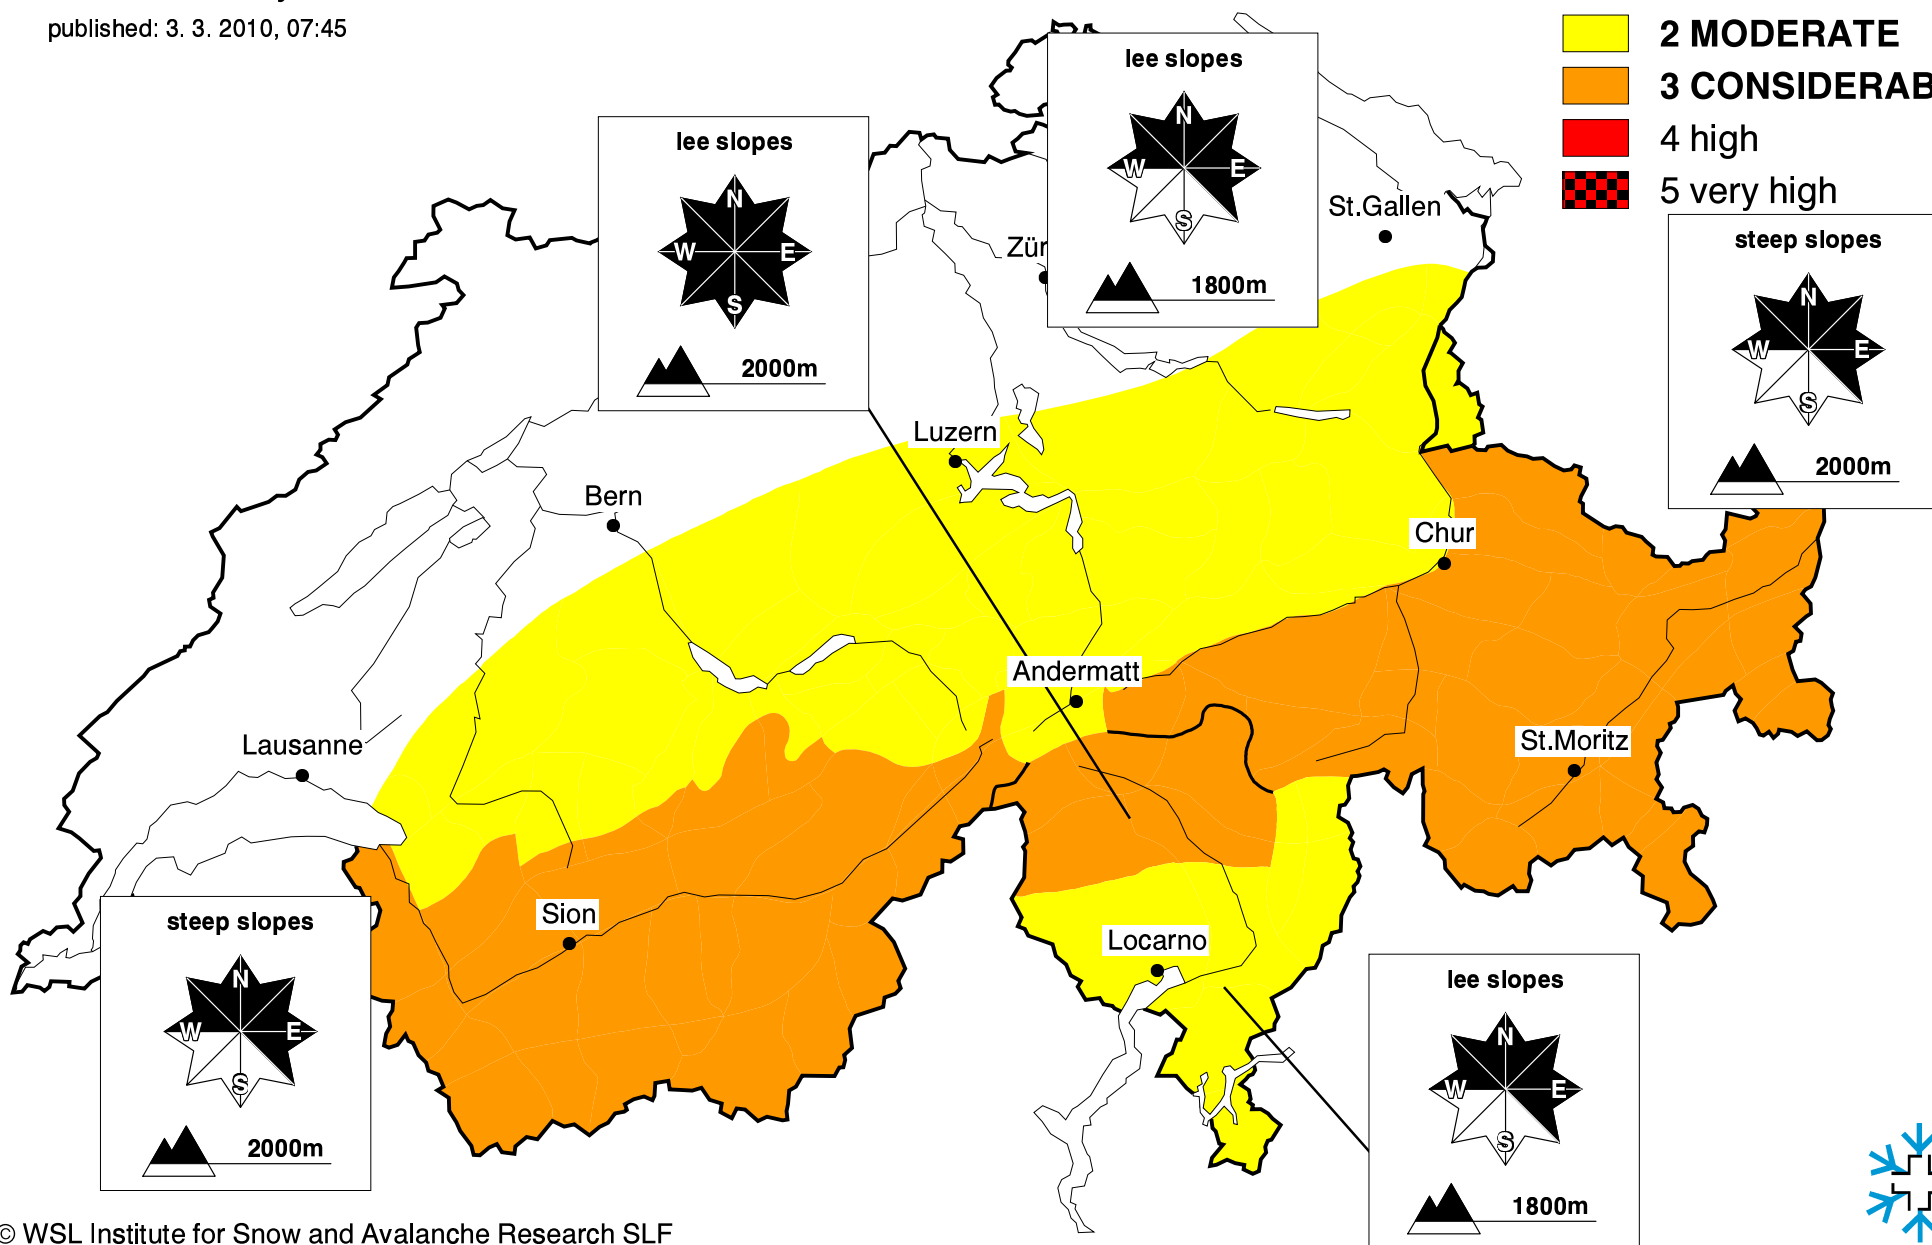 published: 3. 3. 2010, 07:45
2 MODERATE
3 CONSIDERAB
4 high
5 very high
lee slopes
N
W
E
S
1800m
lee slopes
N
W
E
S
2000m
steep slopes
N
W
E
S
2000m
St.Gallen
Zür
Luzern
Bern
Chur
Andermatt
Lausanne
St.Moritz
Sion
Locarno
steep slopes
N
W
E
S
2000m
lee slopes
N
W
E
S
1800m
© WSL Institute for Snow and Avalanche Research SLF